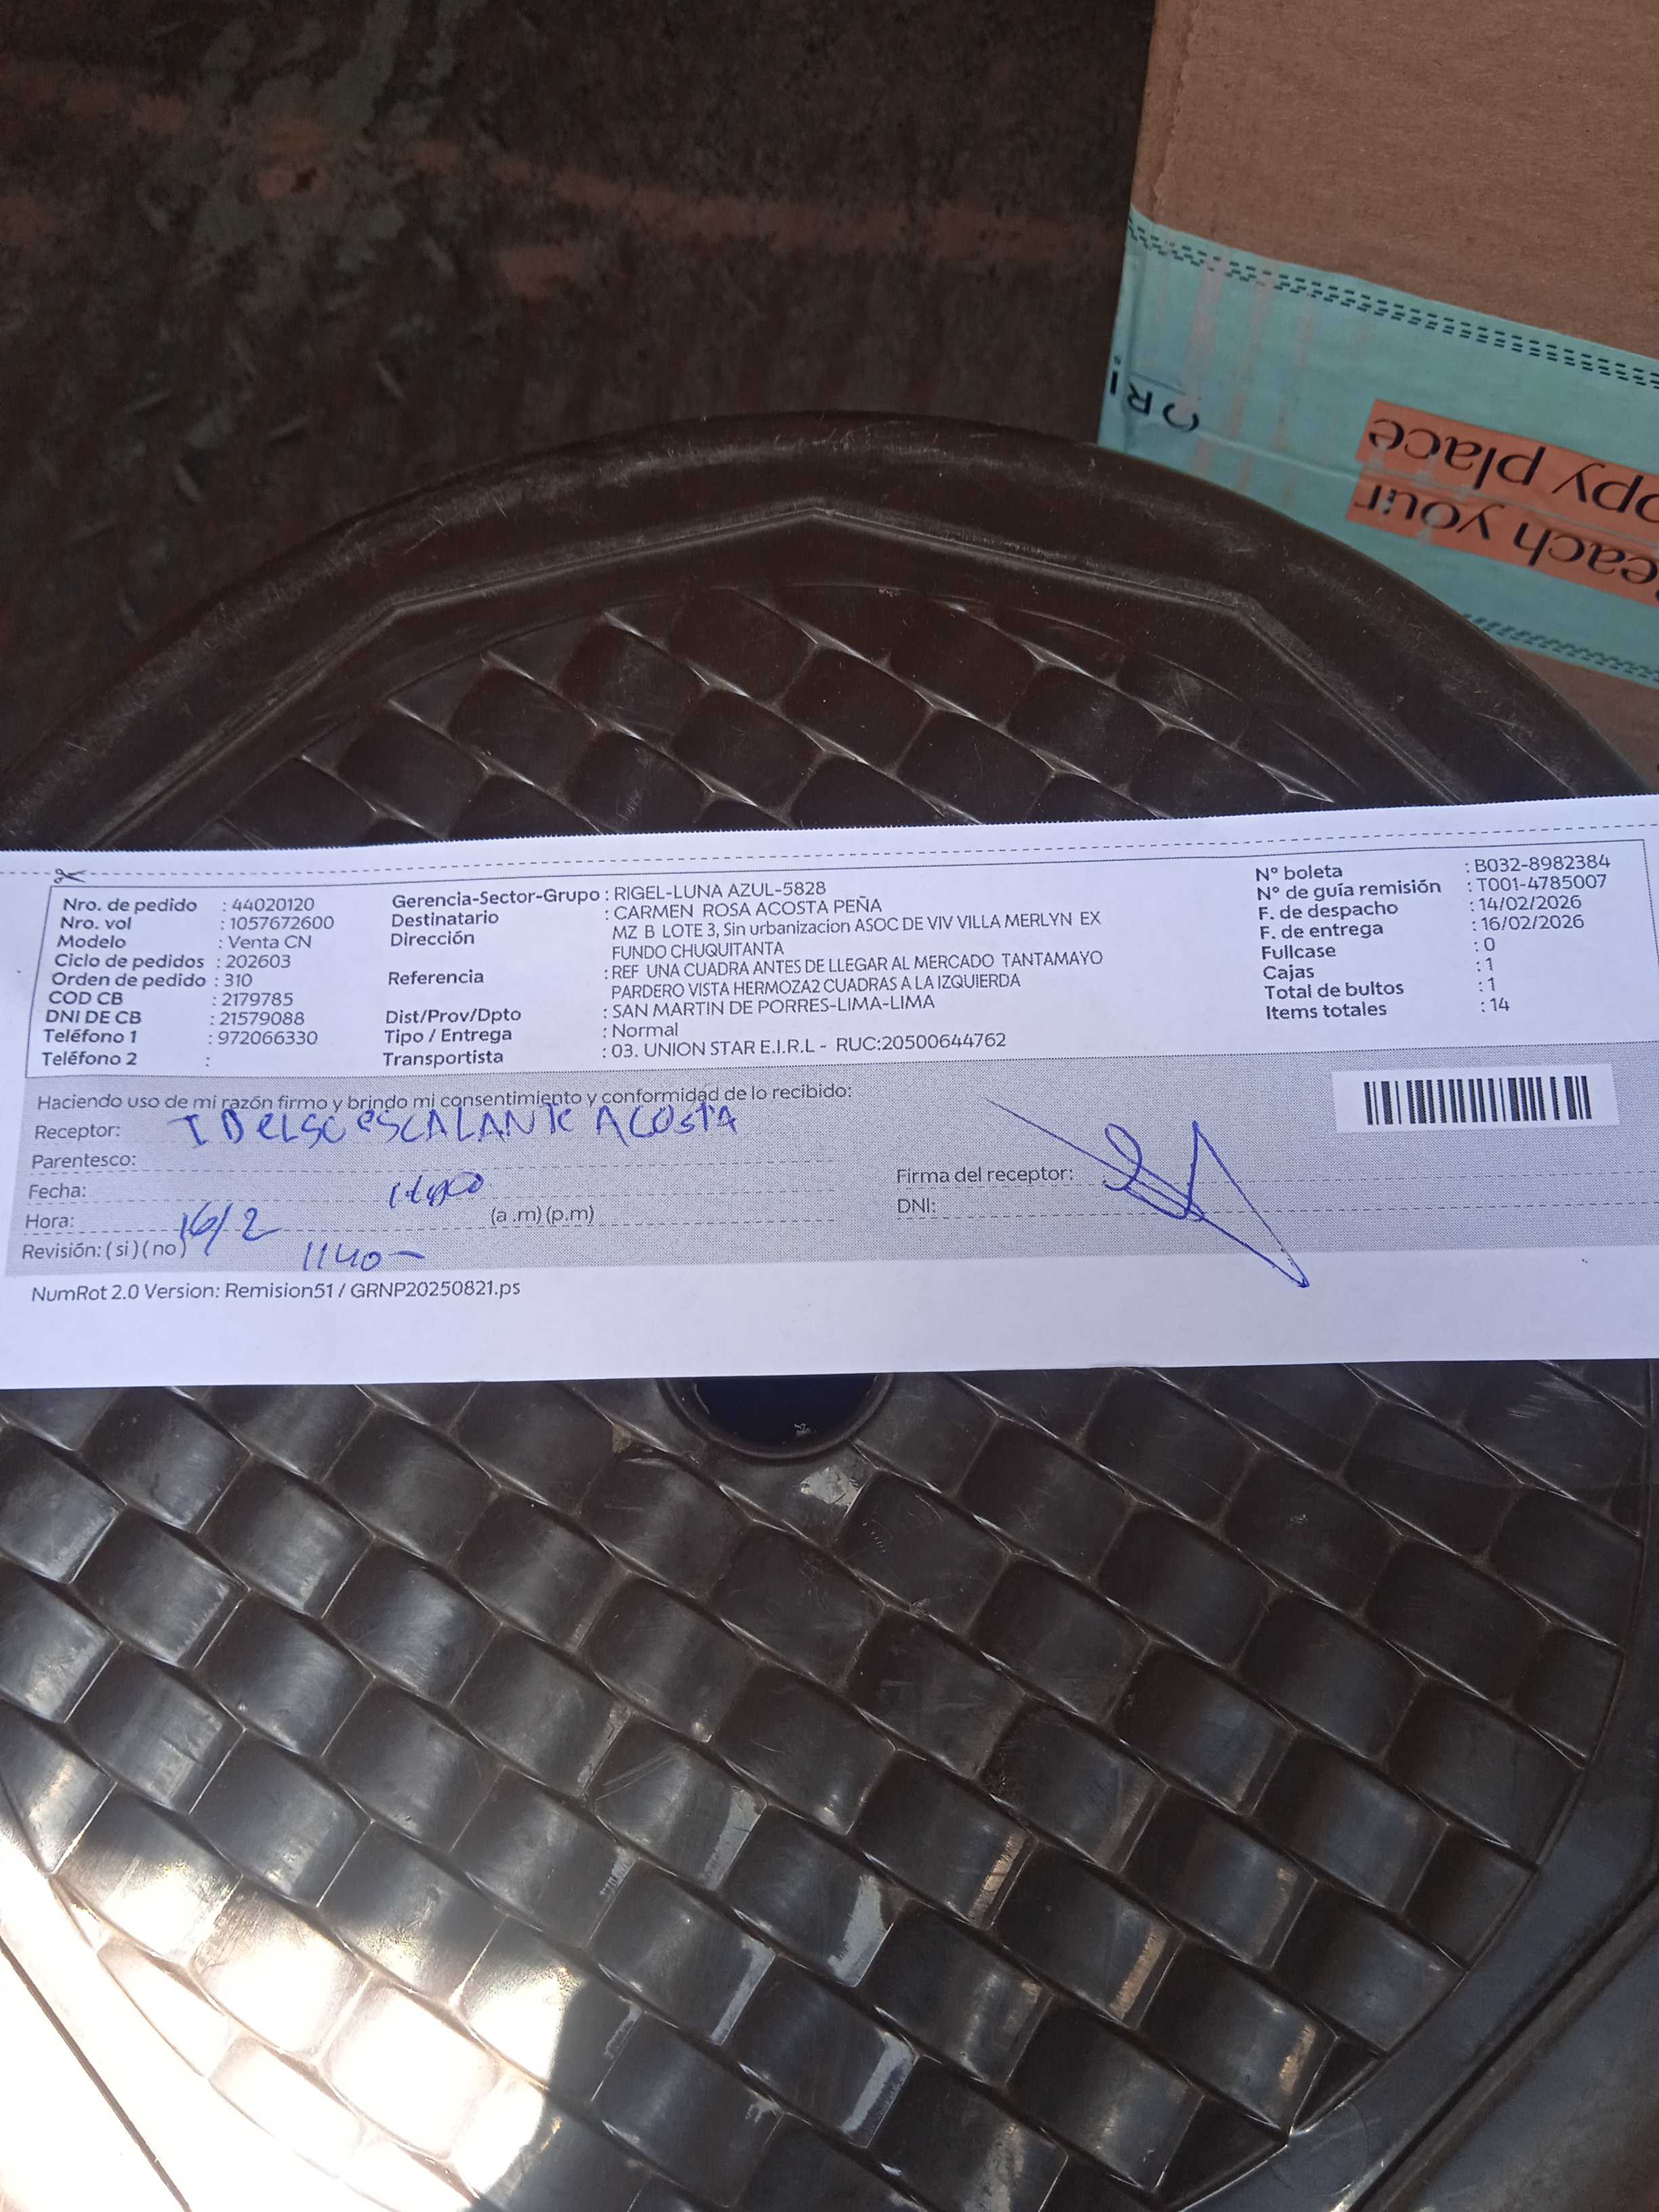 ORI
each your
ppy place
Nro. de pedido : 44020120
Nro. vol : 1057672600
Modelo : Venta CN
Ciclo de pedidos : 202603
Orden de pedido : 310
COD CB : 2179785
DNI DE CB : 21579088
Teléfono 1 : 972066330
Teléfono 2 :
Gerencia-Sector-Grupo : RIGEL-LUNA AZUL-5828
Destinatario : CARMEN ROSA ACOSTA PEÑA
Dirección MZ B LOTE 3, Sin urbanizacion ASOC DE VIV VILLA MERLYN EX
FUNDO CHUQUITANTA
Referencia : REF UNA CUADRA ANTES DE LLEGAR AL MERCADO TANTAMAYO
PARDERO VISTA HERMOZA2 CUADRAS A LA IZQUIERDA
Dist/Prov/Dpto : SAN MARTIN DE PORRES-LIMA-LIMA
Tipo / Entrega : Normal
Transportista : 03. UNION STAR E.I.R.L - RUC:20500644762
N° boleta : B032-8982384
N° de guía remisión : T001-4785007
F. de despacho : 14/02/2026
F. de entrega : 16/02/2026
Fullcase : 0
Cajas : 1
Total de bultos : 1
Items totales : 14
Haciendo uso de mi razón firmo y brindo mi consentimiento y conformidad de lo recibido:
Receptor: IDelso escALANTe ACOSTA
Parentesco:
Fecha:
Hora: 16/2 (a .m) (p.m)
Revisión: ( si ) ( no ) 1140-
Firma del receptor:
DNI:
NumRot 2.0 Version: Remision51 / GRNP20250821.ps